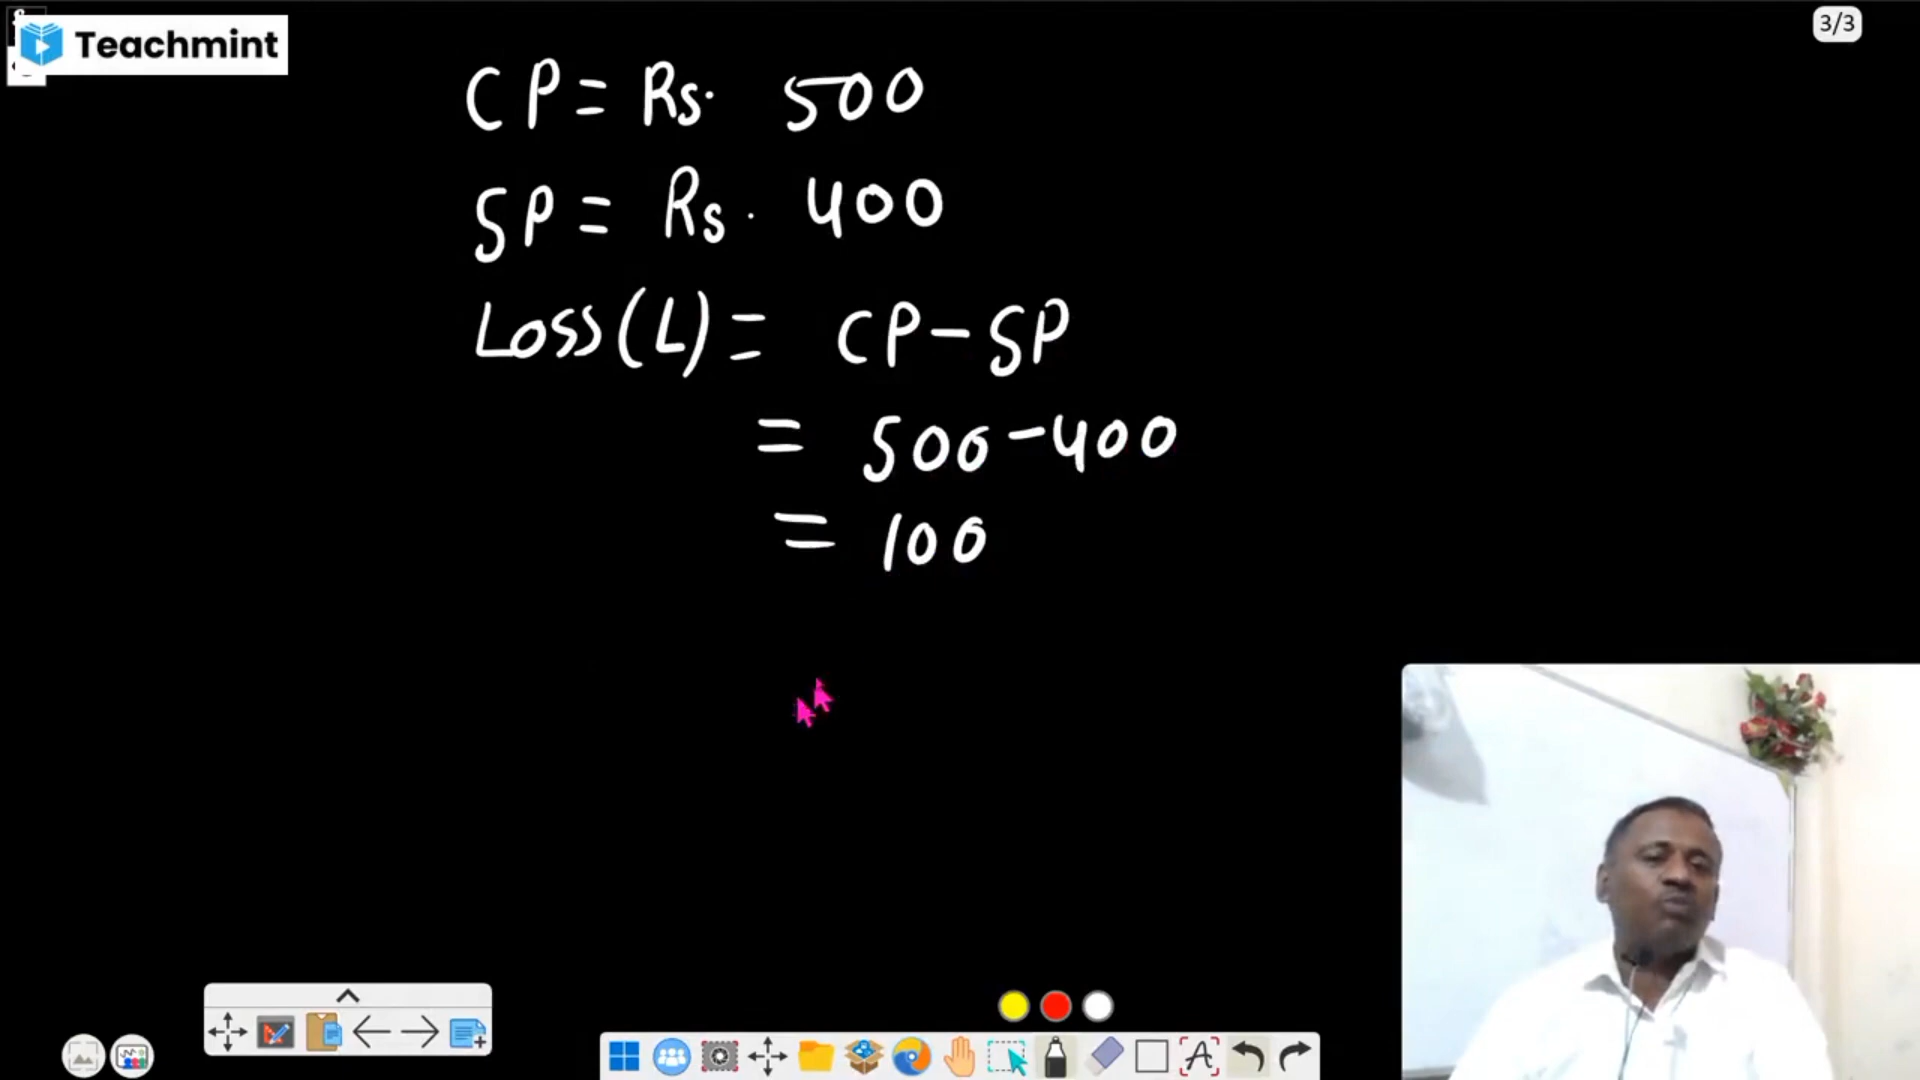 Teachmint
3/3
CP = Rs. 500
SP = Rs. 400
Loss (L) = CP - SP
= 500 - 400
= 100